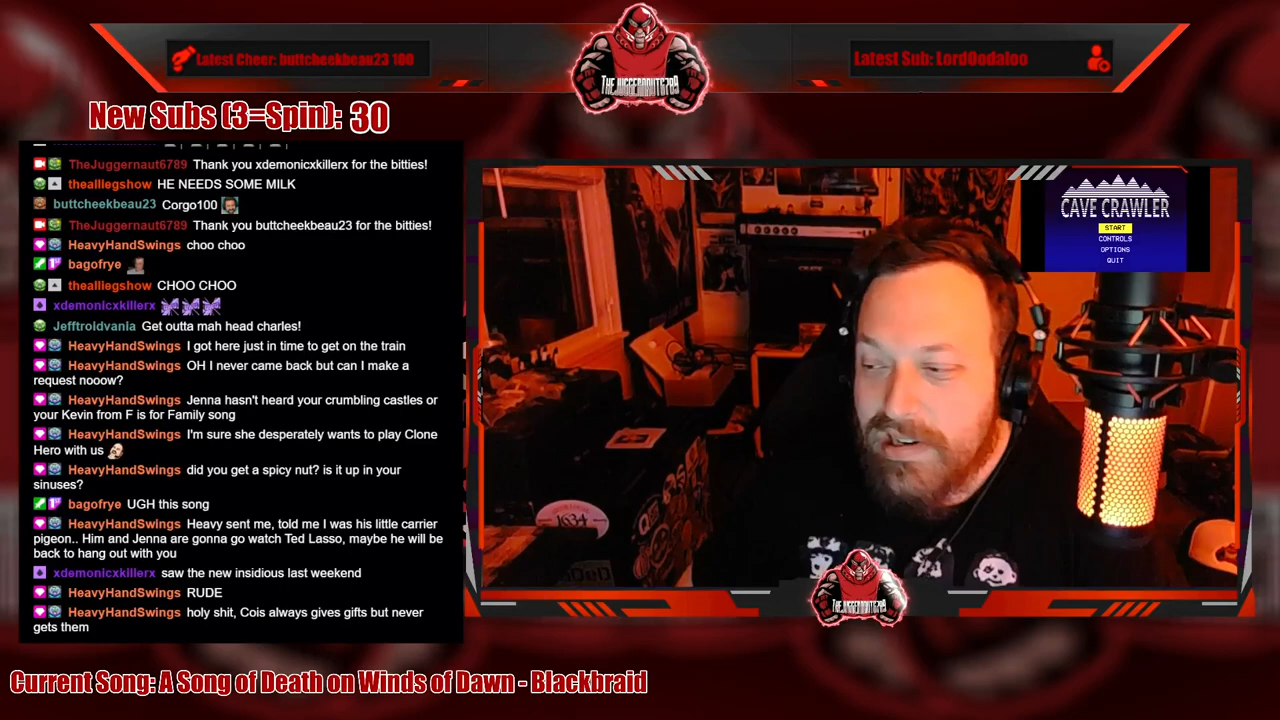 Latest Cheer: buttcheekbeau23 100
THEJUGGERNAUT6789
Latest Sub: LordOodaloo
New Subs (3=Spin): 30
TheJuggernaut6789 Thank you xdemonicxkillerx for the bitties!
thealliegshow HE NEEDS SOME MILK
buttcheekbeau23 Corgo100
TheJuggernaut6789 Thank you buttcheekbeau23 for the bitties!
HeavyHandSwings choo choo
bagofrye
thealliegshow CHOO CHOO
xdemonicxkillerx
Jefftroidvania Get outta mah head charles!
HeavyHandSwings I got here just in time to get on the train
HeavyHandSwings OH I never came back but can I make a
request nooow?
HeavyHandSwings Jenna hasn't heard your crumbling castles or
your Kevin from F is for Family song
HeavyHandSwings I'm sure she desperately wants to play Clone
Hero with us
HeavyHandSwings did you get a spicy nut? is it up in your
sinuses?
bagofrye UGH this song
HeavyHandSwings Heavy sent me, told me I was his little carrier
pigeon.. Him and Jenna are gonna go watch Ted Lasso, maybe he will be
back to hang out with you
xdemonicxkillerx saw the new insidious last weekend
HeavyHandSwings RUDE
HeavyHandSwings holy shit, Cois always gives gifts but never
gets them
CAVE CRAWLER
START
CONTROLS
OPTIONS
QUIT
1634
THEJUGGERNAUT6789
Current Song: A Song of Death on Winds of Dawn - Blackbraid